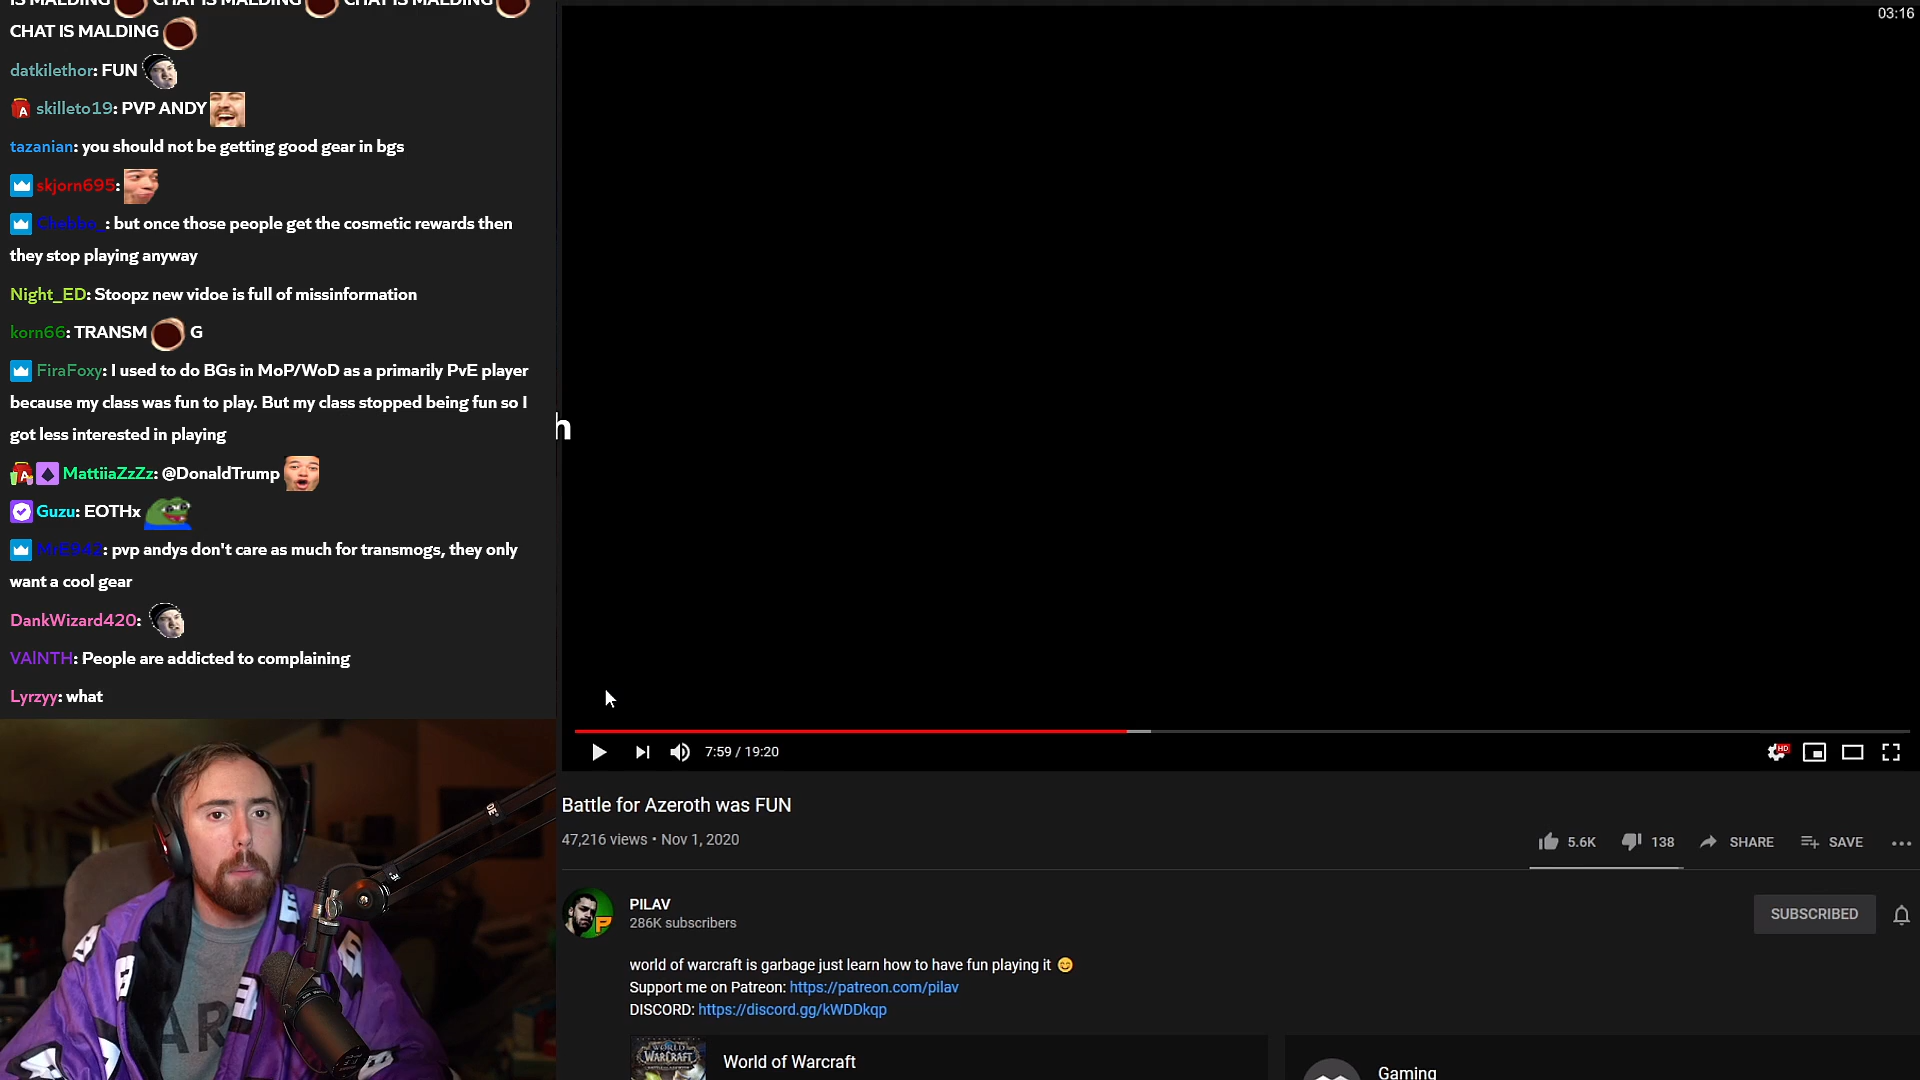 IS MALDING CHAT IS MALDING CHAT IS MALDING
CHAT IS MALDING
datkilethor: FUN
skilleto19: PVP ANDY
tazanian: you should not be getting good gear in bgs
skjorn695:
Chebbo_: but once those people get the cosmetic rewards then
they stop playing anyway
Night_ED: Stoopz new vidoe is full of missinformation
korn66: TRANSM G
FiraFoxy: I used to do BGs in MoP/WoD as a primarily PvE player
because my class was fun to play. But my class stopped being fun so I
got less interested in playing
MattiiaZzZz: @DonaldTrump
Guzu: EOTHx
MrE942: pvp andys don't care as much for transmogs, they only
want a cool gear
DankWizard420:
VAlNTH: People are addicted to complaining
Lyrzyy: what
03:16
h
7:59 / 19:20
HD
Battle for Azeroth was FUN
47,216 views • Nov 1, 2020
5.6K
138
SHARE
SAVE
PILAV
286K subscribers
SUBSCRIBED
world of warcraft is garbage just learn how to have fun playing it
Support me on Patreon: https://patreon.com/pilav
DISCORD: https://discord.gg/kWDDkqp
WORLD
WARCRAFT
World of Warcraft
Gaming